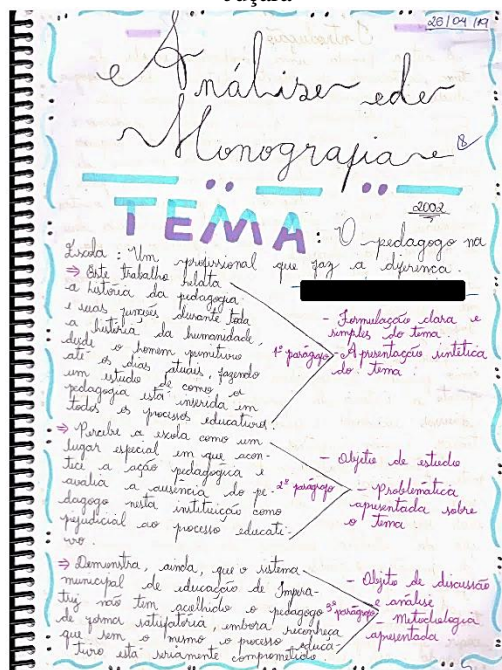 26/04/19
Análise de
Monografia
2002
TEMA: O pedagogo na
Escola: Um profissional que faz a diferença.
⇒ Este trabalho relata
a história da pedagogia
e suas funções durante toda
a história da humanidade,
desde o homem primitivo
até os dias atuais, fazendo
um estudo de como a
pedagogia está inserida em
todos os processos educativos.
1º parágrafo
- Formulação clara e
simples do tema.
- Apresentação sintética
do tema.
⇒ Percebe a escola como um
lugar especial em que acon-
tece a ação pedagógica e
avalia a ausência do pe-
dagogo nesta instituição como
prejudicial ao processo educati-
vo.
2º parágrafo
- Objeto de estudo
- Problemática
apresentada sobre
o tema
⇒ Demonstra, ainda, que o sistema
municipal de educação de Impera-
triz não tem acolhido o pedagogo
de forma satisfatória, embora reconheça
que sem o mesmo o processo educa
tivo está seriamente comprometido
3º parágrafo
- Objeto de discussão
e análise
- Metodologia
apresentada